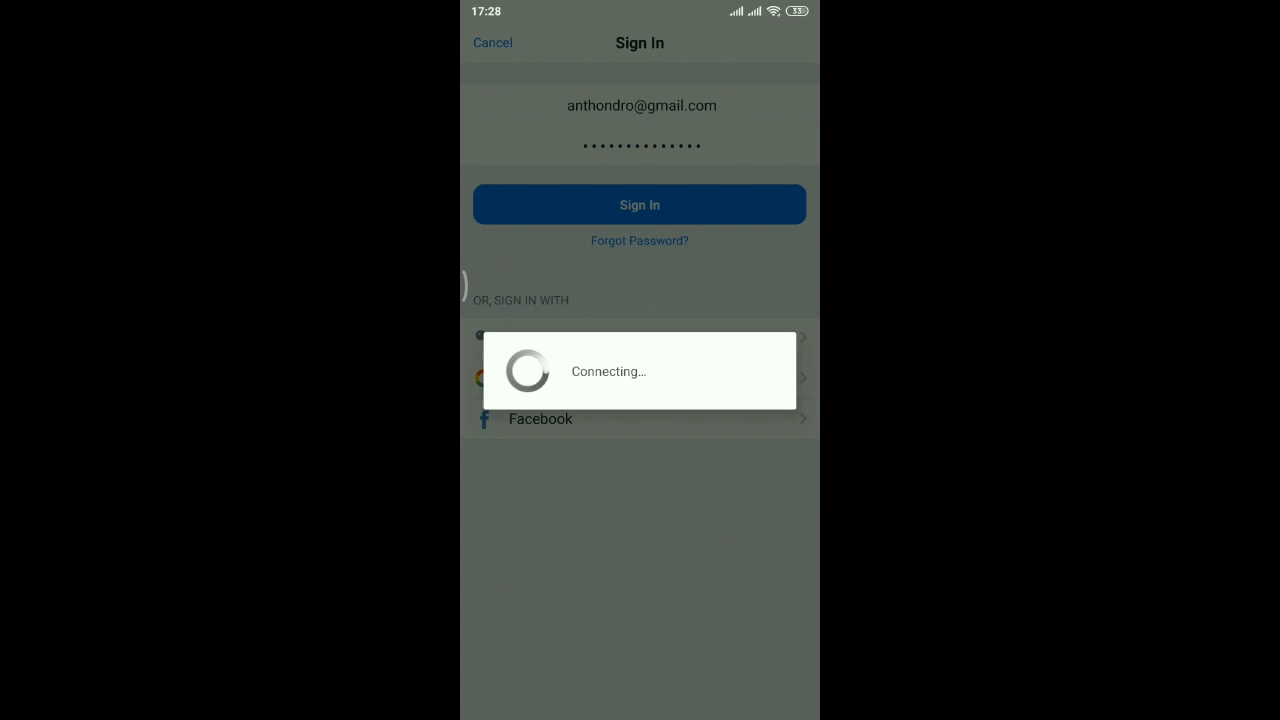 17:28
33
Cancel
Sign In
anthondro@gmail.com
••••••••••••••
Sign In
Forgot Password?
OR, SIGN IN WITH
Connecting...
Facebook